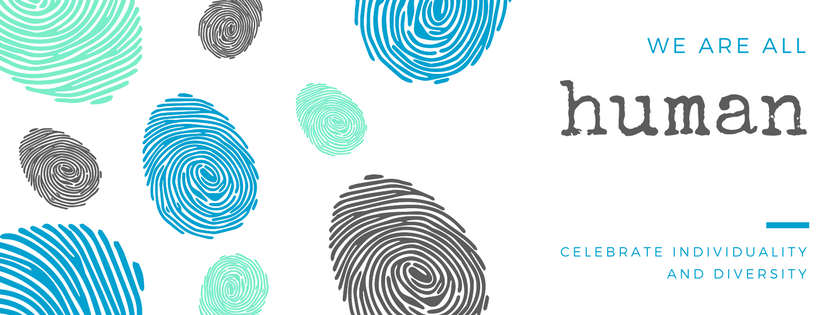 WE ARE ALL
human
CELEBRATE INDIVIDUALITY
AND DIVERSITY